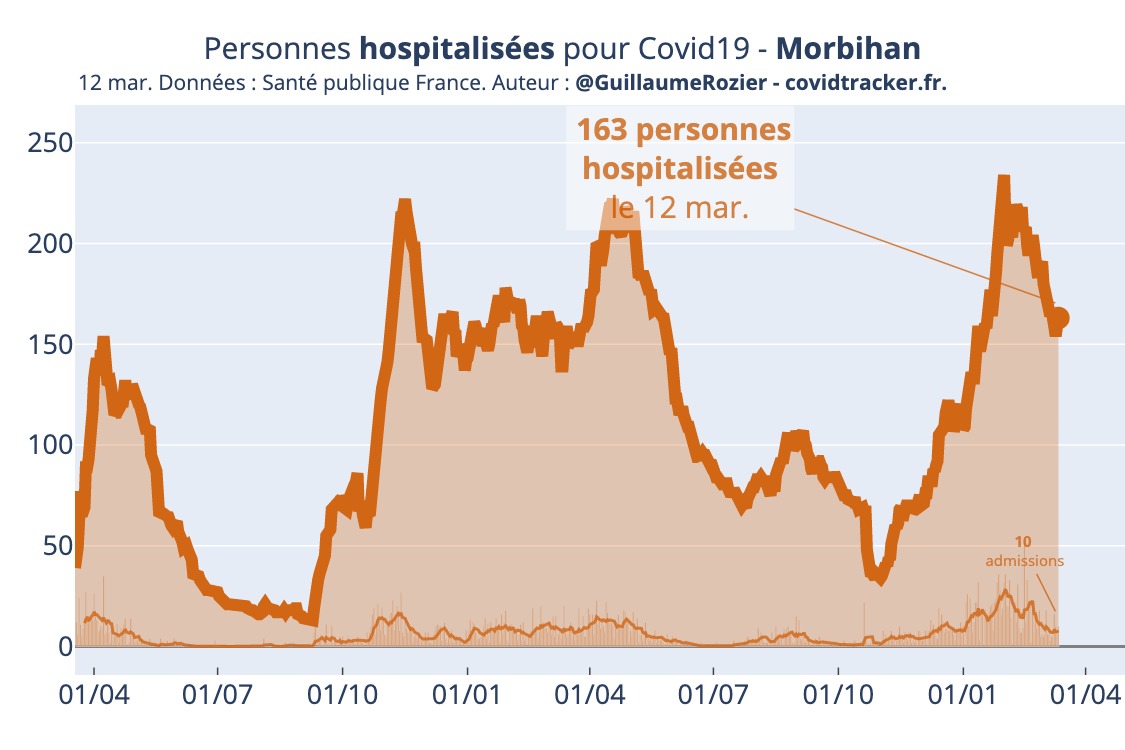 Personnes hospitalisées pour Covid19 - Morbihan
12 mar. Données : Santé publique France. Auteur : @GuillaumeRozier - covidtracker.fr.
163 personnes
hospitalisées
le 12 mar.
250
200
150
100
50
0
10
admissions
01/04 01/07 01/10 01/01 01/04 01/07 01/10 01/01 01/04